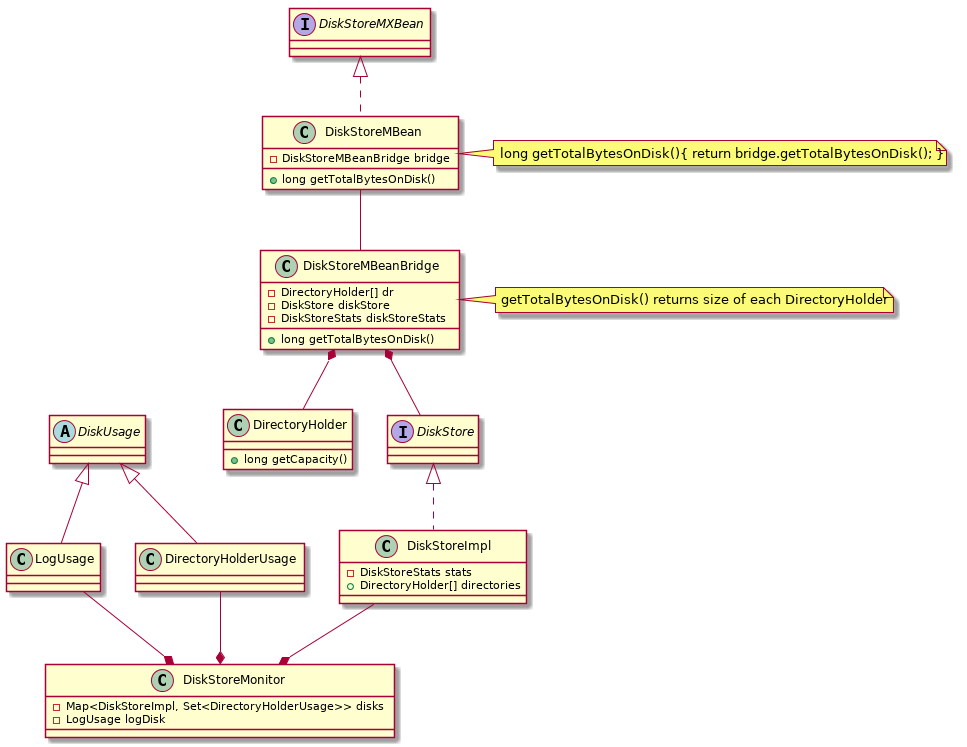 I DiskStoreMXBean
C DiskStoreMBean
DiskStoreMBeanBridge bridge
long getTotalBytesOnDisk()
long getTotalBytesOnDisk(){ return bridge.getTotalBytesOnDisk(); }
C DiskStoreMBeanBridge
DirectoryHolder[] dr
DiskStore diskStore
DiskStoreStats diskStoreStats
long getTotalBytesOnDisk()
getTotalBytesOnDisk() returns size of each DirectoryHolder
A DiskUsage
C DirectoryHolder
long getCapacity()
I DiskStore
C LogUsage
C DirectoryHolderUsage
C DiskStoreImpl
DiskStoreStats stats
DirectoryHolder[] directories
C DiskStoreMonitor
Map<DiskStoreImpl, Set<DirectoryHolderUsage>> disks
LogUsage logDisk